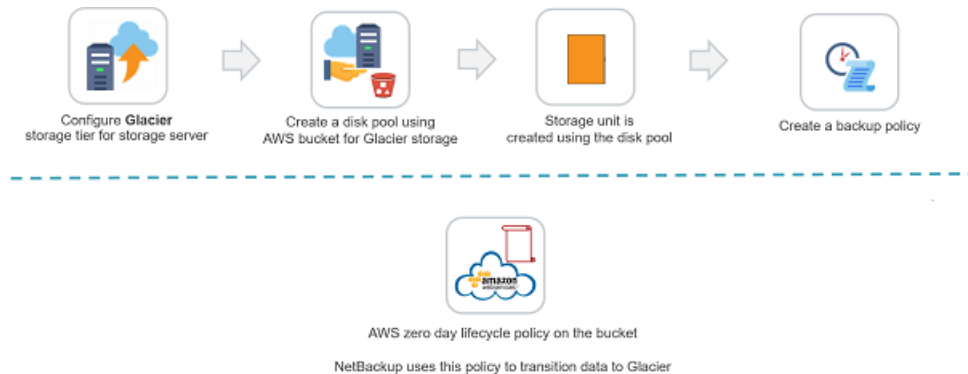 Configure Glacier
storage tier for storage server
Create a disk pool using
AWS bucket for Glacier storage
Storage unit is
created using the disk pool
Create a backup policy
amazon
web services
AWS zero day lifecycle policy on the bucket
NetBackup uses this policy to transition data to Glacier